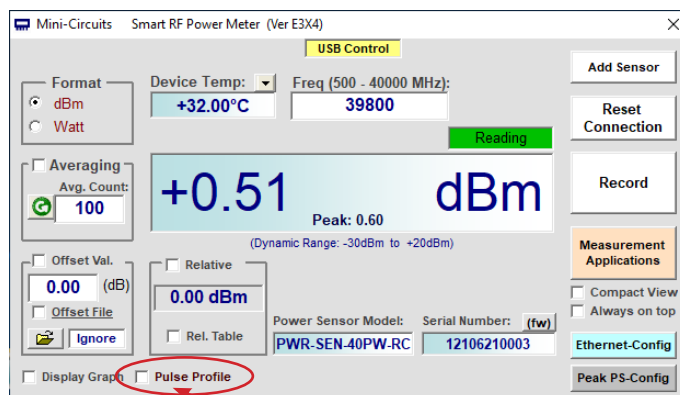 Mini-Circuits Smart RF Power Meter (Ver E3X4)
USB Control
Format
dBm
Watt
Device Temp:
+32.00°C
Freq (500 - 40000 MHz):
39800
Reading
Averaging
Avg. Count:
100
+0.51 dBm
Peak: 0.60
(Dynamic Range: -30dBm to +20dBm)
Offset Val.
0.00 (dB)
Offset File
Ignore
Relative
0.00 dBm
Rel. Table
Power Sensor Model:
PWR-SEN-40PW-RC
Serial Number: (fw)
12106210003
Display Graph
Pulse Profile
Add Sensor
Reset
Connection
Record
Measurement
Applications
Compact View
Always on top
Ethernet-Config
Peak PS-Config